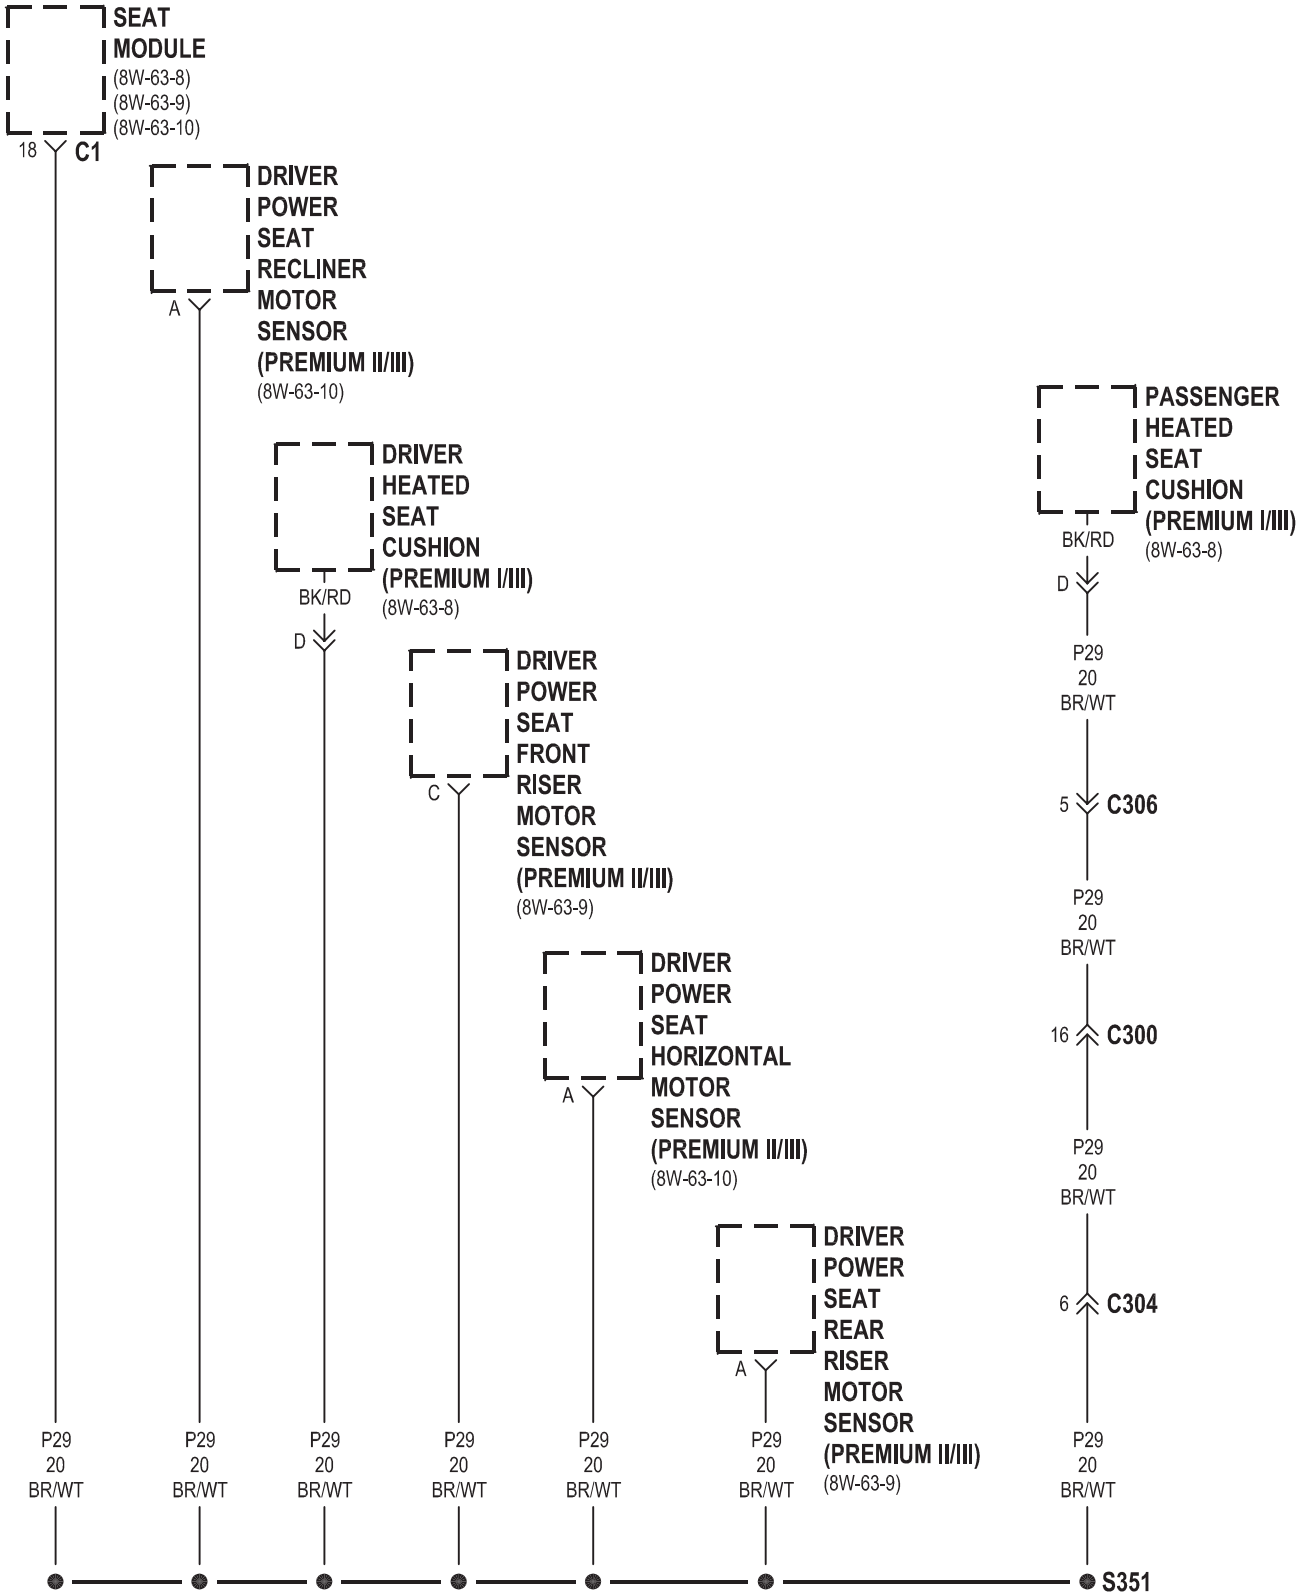 SEAT
MODULE
(8W-63-8)
(8W-63-9)
(8W-63-10)
18
C1
DRIVER
POWER
SEAT
RECLINER
MOTOR
SENSOR
(PREMIUM II/III)
(8W-63-10)
A
DRIVER
HEATED
SEAT
CUSHION
(PREMIUM I/III)
(8W-63-8)
BK/RD
D
DRIVER
POWER
SEAT
FRONT
RISER
MOTOR
SENSOR
(PREMIUM II/III)
(8W-63-9)
C
DRIVER
POWER
SEAT
HORIZONTAL
MOTOR
SENSOR
(PREMIUM II/III)
(8W-63-10)
A
DRIVER
POWER
SEAT
REAR
RISER
MOTOR
SENSOR
(PREMIUM II/III)
(8W-63-9)
A
PASSENGER
HEATED
SEAT
CUSHION
(PREMIUM I/III)
(8W-63-8)
BK/RD
D
P29
20
BR/WT
5
C306
P29
20
BR/WT
16
C300
P29
20
BR/WT
6
C304
P29
20
BR/WT
P29
20
BR/WT
P29
20
BR/WT
P29
20
BR/WT
P29
20
BR/WT
P29
20
BR/WT
P29
20
BR/WT
S351